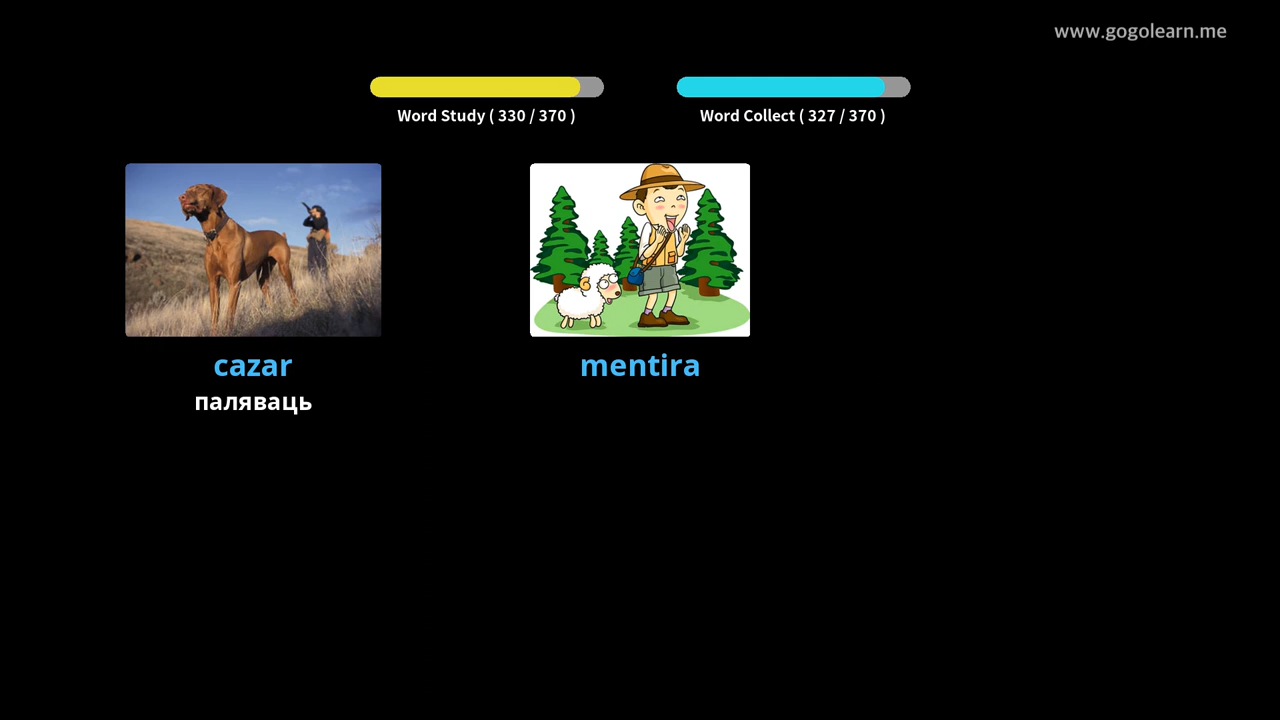 www.gogolearn.me
Word Study ( 330 / 370 )
Word Collect ( 327 / 370 )
cazar
mentira
паляваць